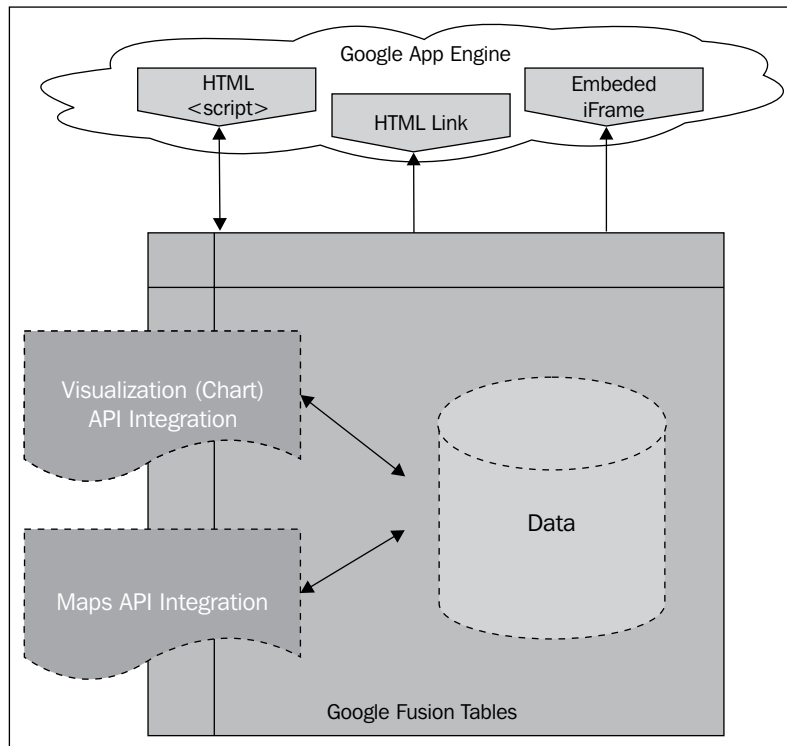 Google App Engine
HTML
<script>
HTML Link
Embeded
iFrame
Visualization (Chart)
API Integration
Data
Maps API Integration
Google Fusion Tables